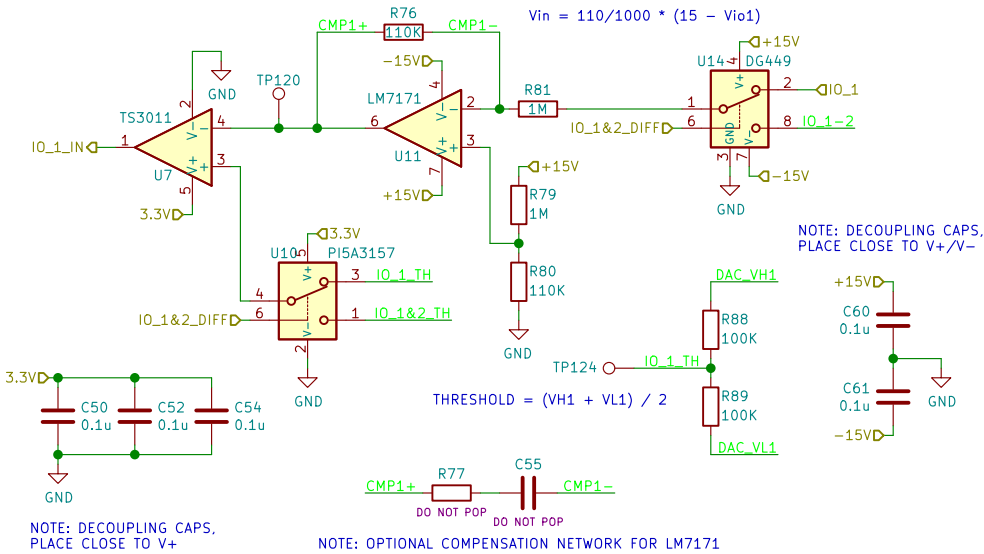 Vin = 110/1000 * (15 - Vio1)
R76
CMP1+
CMP1-
110K
-15V
4
LM7171
V-
-
2
6
3
V+
+
U11
7
+15V
R81
1M
+15V
U14
4
DG449
V+
1
2
IO_1
IO_1&2_DIFF
6
8
IO_1-2
GND
V_
3
7
-15V
GND
GND
TP120
2
TS3011
V-
-
4
IO_1_IN
1
3
V+
+
U7
5
3.3V
+15V
R79
1M
R80
110K
GND
3.3V
U10
5
PI5A3157
V+
3
IO_1_TH
4
IO_1&2_DIFF
6
1
IO_1&2_TH
V-
2
GND
NOTE: DECOUPLING CAPS,
PLACE CLOSE TO V+/V-
DAC_VH1
R88
100K
TP124
IO_1_TH
R89
100K
DAC_VL1
THRESHOLD = (VH1 + VL1) / 2
+15V
C60
0.1u
C61
0.1u
GND
-15V
3.3V
C50
0.1u
C52
0.1u
C54
0.1u
GND
NOTE: DECOUPLING CAPS,
PLACE CLOSE TO V+
CMP1+
R77
DO NOT POP
C55
DO NOT POP
CMP1-
NOTE: OPTIONAL COMPENSATION NETWORK FOR LM7171